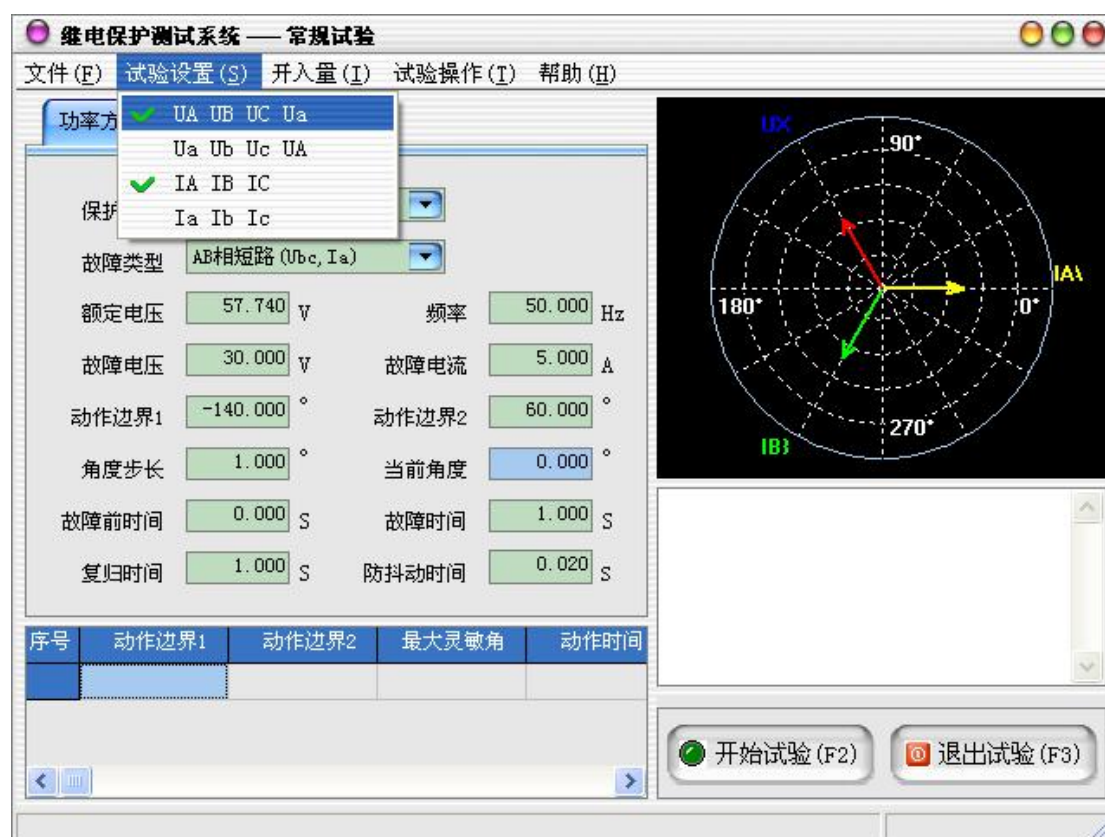 继电保护测试系统 —— 常规试验
文件(F) 试验设置(S) 开入量(I) 试验操作(T) 帮助(H)
功率方
UA UB UC Ua
Ua Ub Uc UA
IA IB IC
Ia Ib Ic
保护
故障类型 AB相短路(Ubc,Ia)
额定电压 57.740 V 频率 50.000 Hz
故障电压 30.000 V 故障电流 5.000 A
动作边界1 -140.000 ° 动作边界2 60.000 °
角度步长 1.000 ° 当前角度 0.000 °
故障前时间 0.000 S 故障时间 1.000 S
复归时间 1.000 S 防抖动时间 0.020 S
序号 动作边界1 动作边界2 最大灵敏角 动作时间
90°
180°
0°
270°
开始试验(F2) 退出试验(F3)